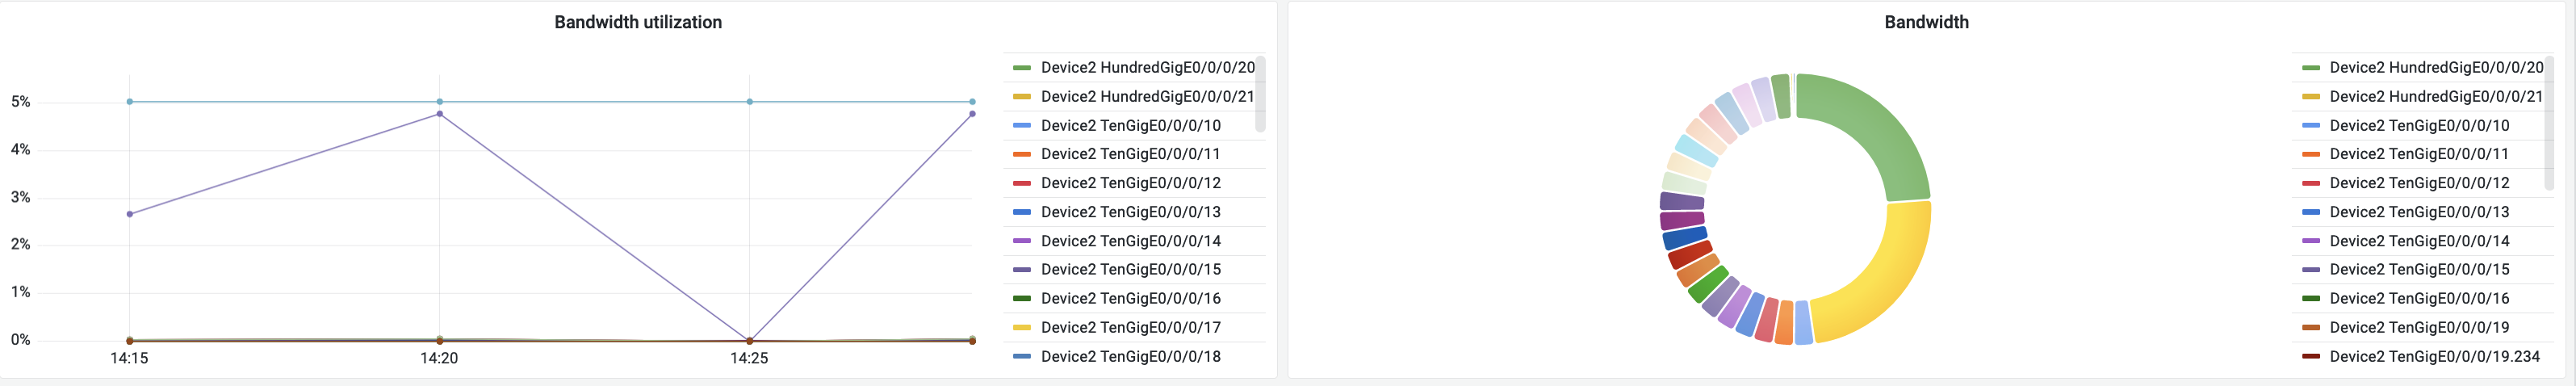 Bandwidth utilization
5%
4%
3%
2%
1%
0%
14:15
14:20
14:25
Device2 HundredGigE0/0/0/20
Device2 HundredGigE0/0/0/21
Device2 TenGigE0/0/0/10
Device2 TenGigE0/0/0/11
Device2 TenGigE0/0/0/12
Device2 TenGigE0/0/0/13
Device2 TenGigE0/0/0/14
Device2 TenGigE0/0/0/15
Device2 TenGigE0/0/0/16
Device2 TenGigE0/0/0/17
Device2 TenGigE0/0/0/18
Bandwidth
Device2 HundredGigE0/0/0/20
Device2 HundredGigE0/0/0/21
Device2 TenGigE0/0/0/10
Device2 TenGigE0/0/0/11
Device2 TenGigE0/0/0/12
Device2 TenGigE0/0/0/13
Device2 TenGigE0/0/0/14
Device2 TenGigE0/0/0/15
Device2 TenGigE0/0/0/16
Device2 TenGigE0/0/0/19
Device2 TenGigE0/0/0/19.234